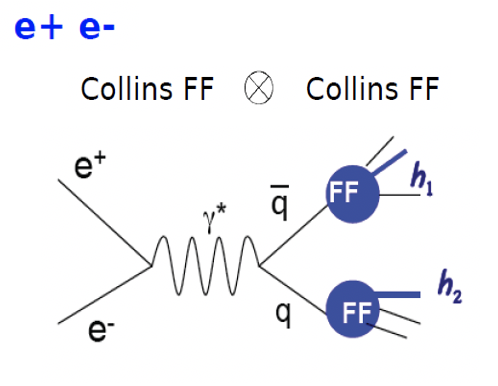 e+ e-
Collins FF ⊗ Collins FF
e⁺
γ*
q̅
FF
h₁
e⁻
q
FF
h₂